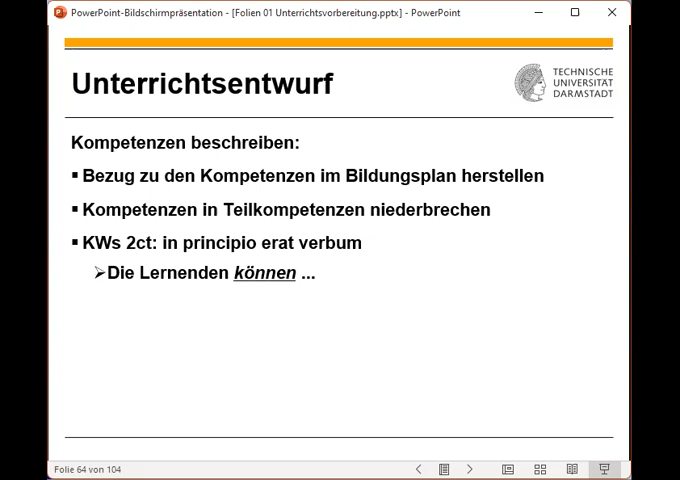 PowerPoint-Bildschirmpräsentation - [Folien 01 Unterrichtsvorbereitung.pptx] - PowerPoint
Unterrichtsentwurf
TECHNISCHE
UNIVERSITÄT
DARMSTADT
Kompetenzen beschreiben:
▪ Bezug zu den Kompetenzen im Bildungsplan herstellen
▪ Kompetenzen in Teilkompetenzen niederbrechen
▪ KWs 2ct: in principio erat verbum
➢Die Lernenden können ...
Folie 64 von 104